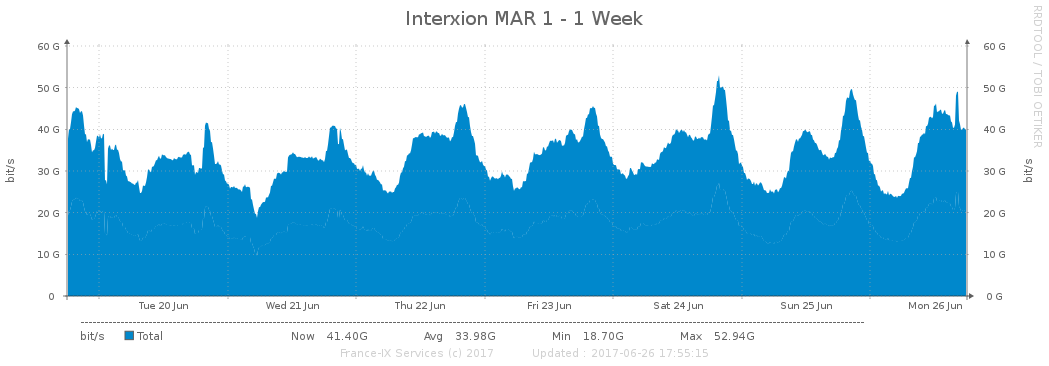 Interxion MAR 1 - 1 Week
RRDTOOL / TOBI OETIKER
bit/s
60 G 60 G
50 G 50 G
40 G 40 G
30 G 30 G
20 G 20 G
10 G 10 G
0 0 G
bit/s
Tue 20 Jun Wed 21 Jun Thu 22 Jun Fri 23 Jun Sat 24 Jun Sun 25 Jun Mon 26 Jun
bit/s Total Now 41.40G Avg 33.98G Min 18.70G Max 52.94G
France-IX Services (c) 2017 Updated : 2017-06-26 17:55:15